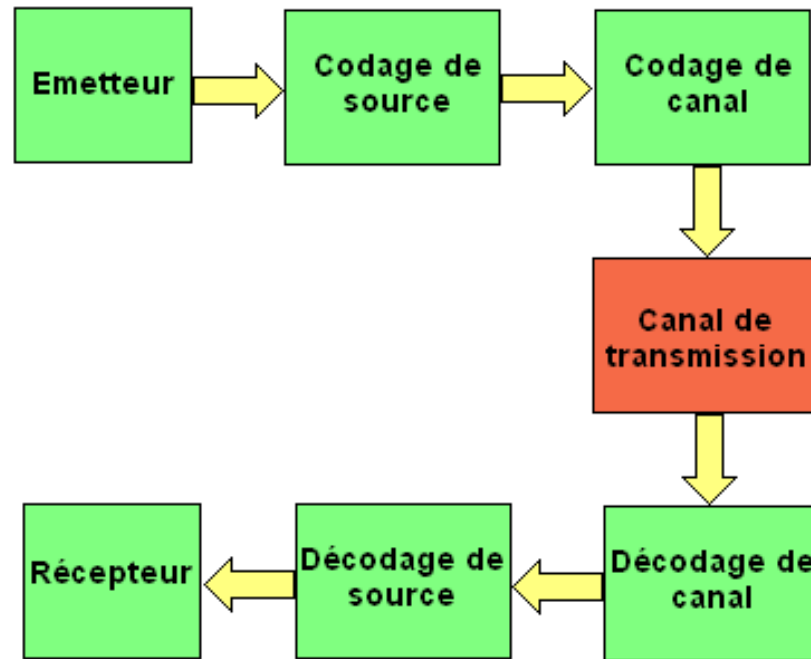 Emetteur
Codage de
source
Codage de
canal
Canal de
transmission
Décodage de
canal
Décodage de
source
Récepteur